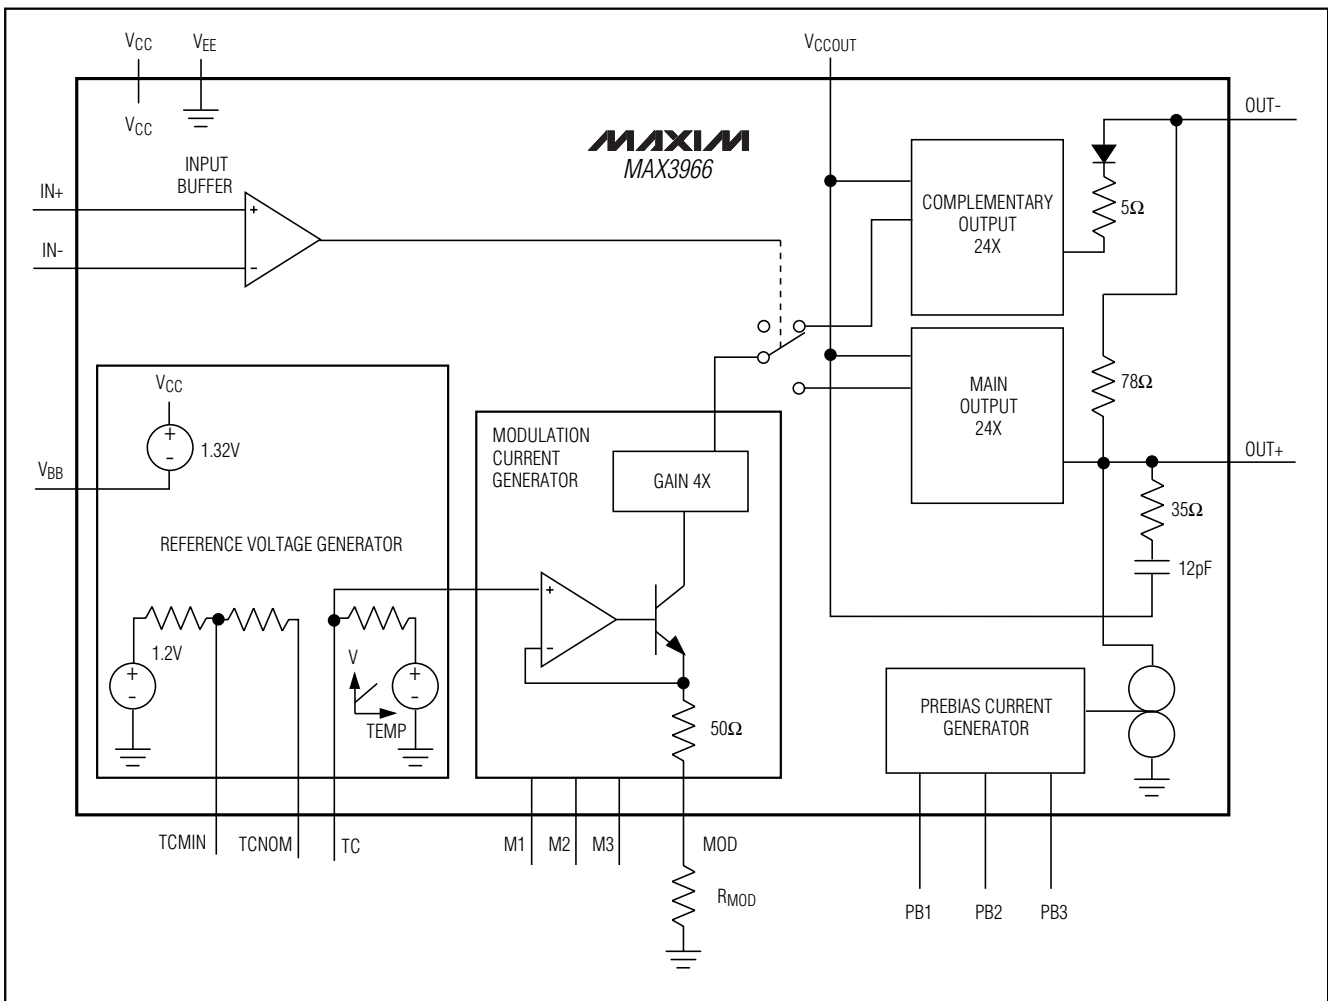 VCC
VEE
VCCOUT
VCC
OUT-
MAXIM
MAX3966
INPUT
BUFFER
IN+
+
IN-
-
COMPLEMENTARY
OUTPUT
24X
5Ω
MAIN
OUTPUT
24X
78Ω
OUT+
35Ω
12pF
VCC
+
-
1.32V
VBB
REFERENCE VOLTAGE GENERATOR
1.2V
+
-
V
TEMP
+
-
MODULATION
CURRENT
GENERATOR
GAIN 4X
+
-
50Ω
PREBIAS CURRENT
GENERATOR
TCMIN
TCNOM
TC
M1
M2
M3
MOD
RMOD
PB1
PB2
PB3